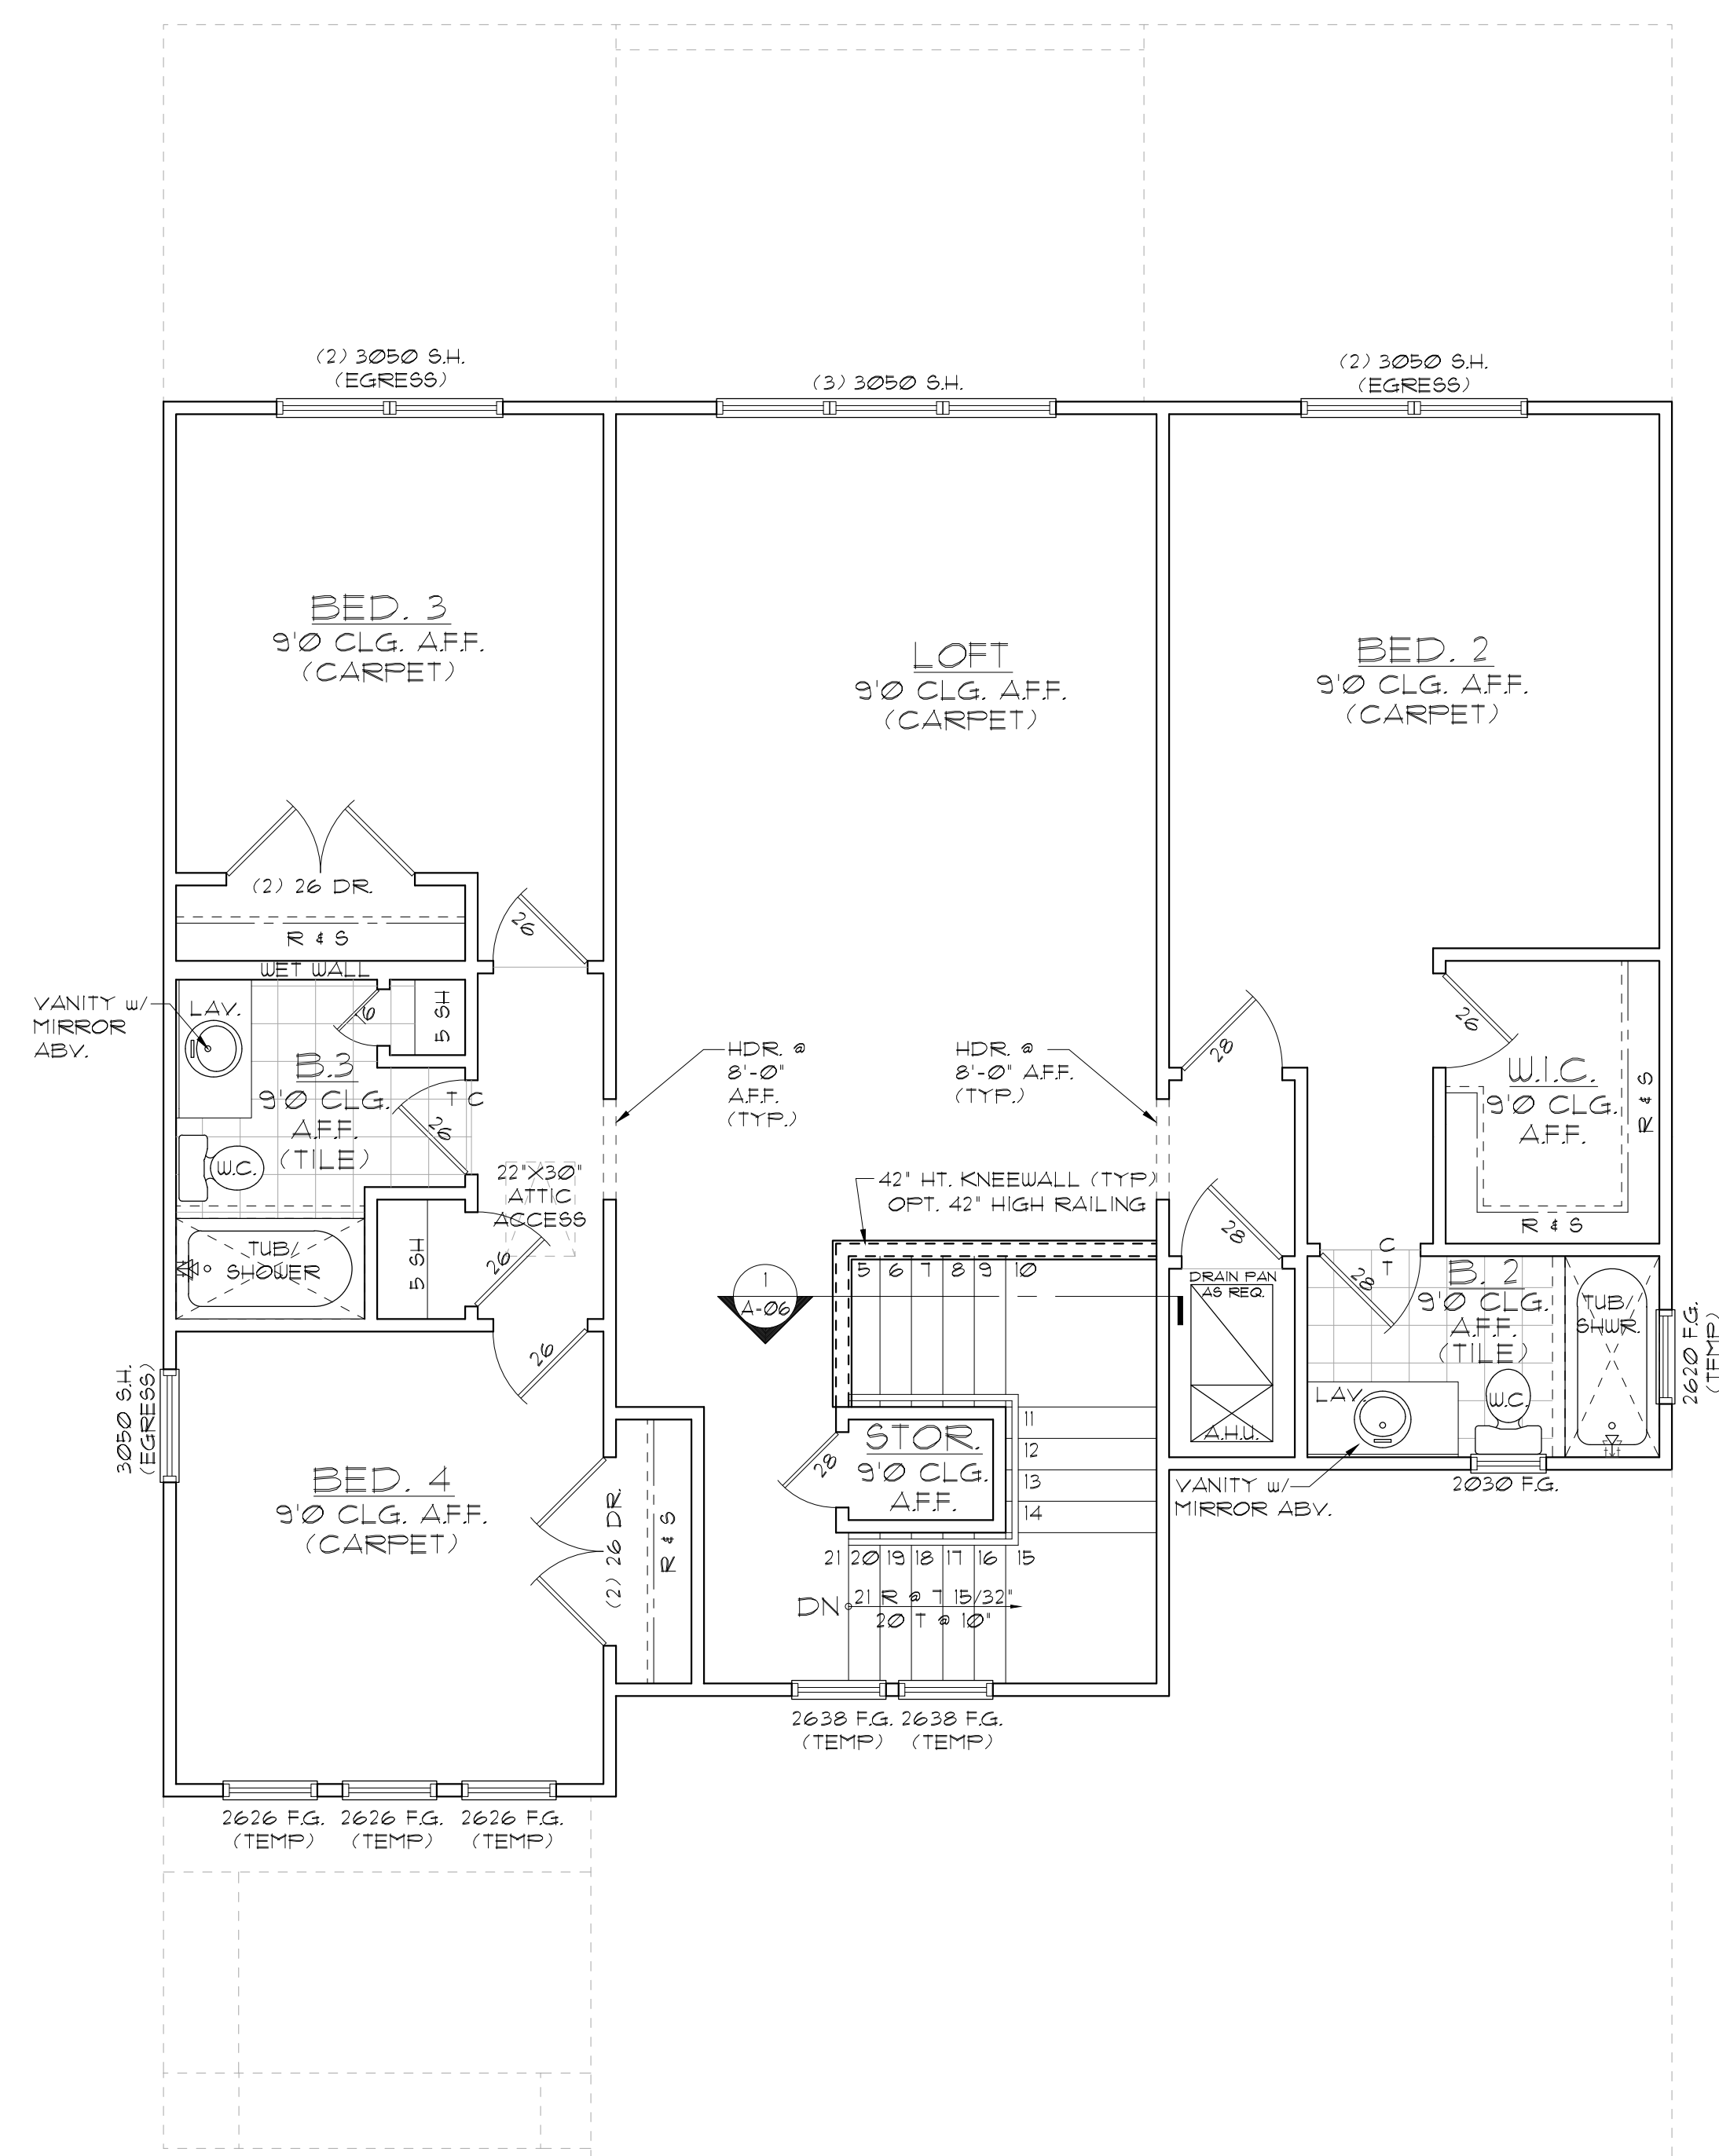 (2) 3050 S.H.
(EGRESS)
(3) 3050 S.H.
(2) 3050 S.H.
(EGRESS)
BED. 3
9'0 CLG. A.F.F.
(CARPET)
LOFT
9'0 CLG. A.F.F.
(CARPET)
BED. 2
9'0 CLG. A.F.F.
(CARPET)
(2) 26 DR.
R & S
26
WET WALL
VANITY w/
MIRROR
ABV.
LAV.
16
5 SH
B.3
9'0 CLG.
A.F.F.
(TILE)
T C
26
W.C.
22"X30"
ATTIC
ACCESS
TUB/
SHOWER
5 SH
26
26
HDR. @
8'-0"
A.F.F.
(TYP.)
HDR. @
8'-0" A.F.F.
(TYP.)
28
26
W.I.C.
9'0 CLG.
A.F.F.
R & S
R & S
42" HT. KNEEWALL (TYP)
OPT. 42" HIGH RAILING
28
5 6 7 8 9 10
1
A-06
DRAIN PAN
AS REQ.
A.H.U.
C
T
28
B. 2
9'0 CLG.
A.F.F.
(TILE)
TUB/
SHWR.
2620 F.G.
(TEMP)
LAV.
W.C.
VANITY w/
MIRROR ABV.
2030 F.G.
3050 S.H.
(EGRESS)
BED. 4
9'0 CLG. A.F.F.
(CARPET)
(2) 26 DR.
R & S
STOR.
9'0 CLG.
A.F.F.
28
11
12
13
14
21 20 19 18 17 16 15
DN
21 R @ 7 15/32"
20 T @ 10"
2638 F.G. 2638 F.G.
(TEMP) (TEMP)
2626 F.G. 2626 F.G. 2626 F.G.
(TEMP) (TEMP) (TEMP)